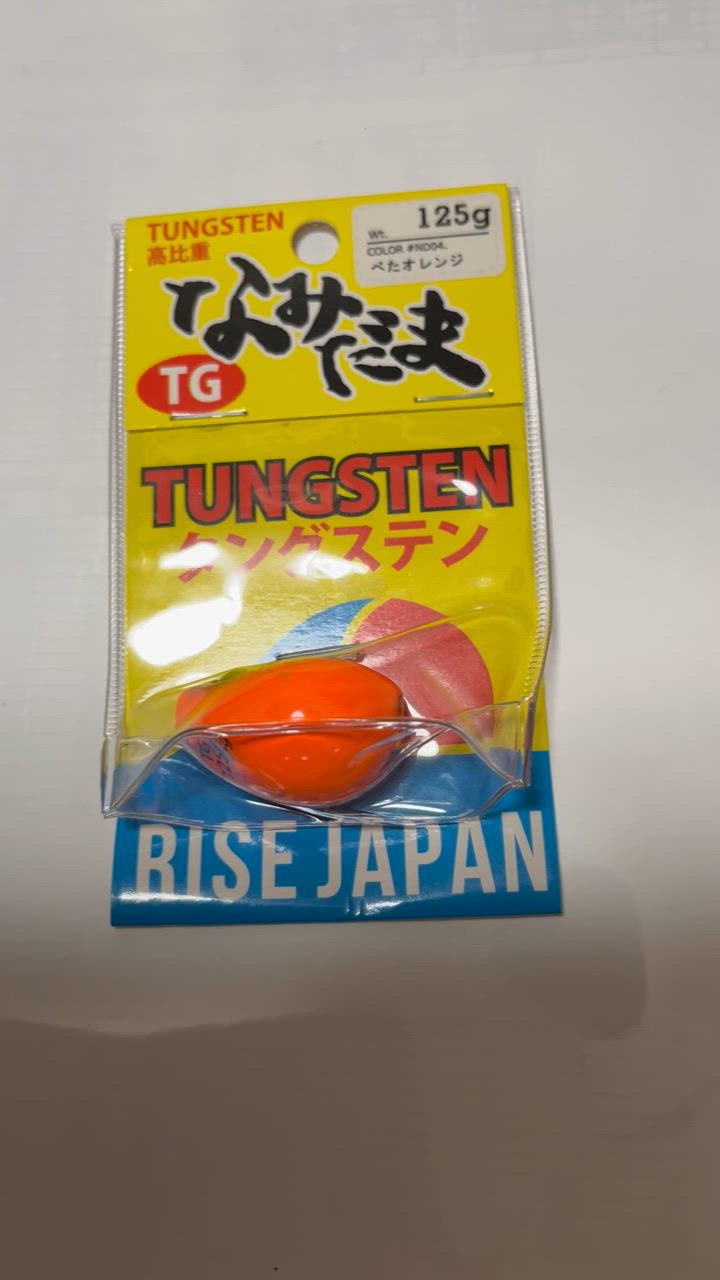 TUNGSTEN
高比重
Wt. 125g
COLOR #ND04.
べたオレンジ
なみだま
TG
TUNGSTEN
タングステン
RISE JAPAN